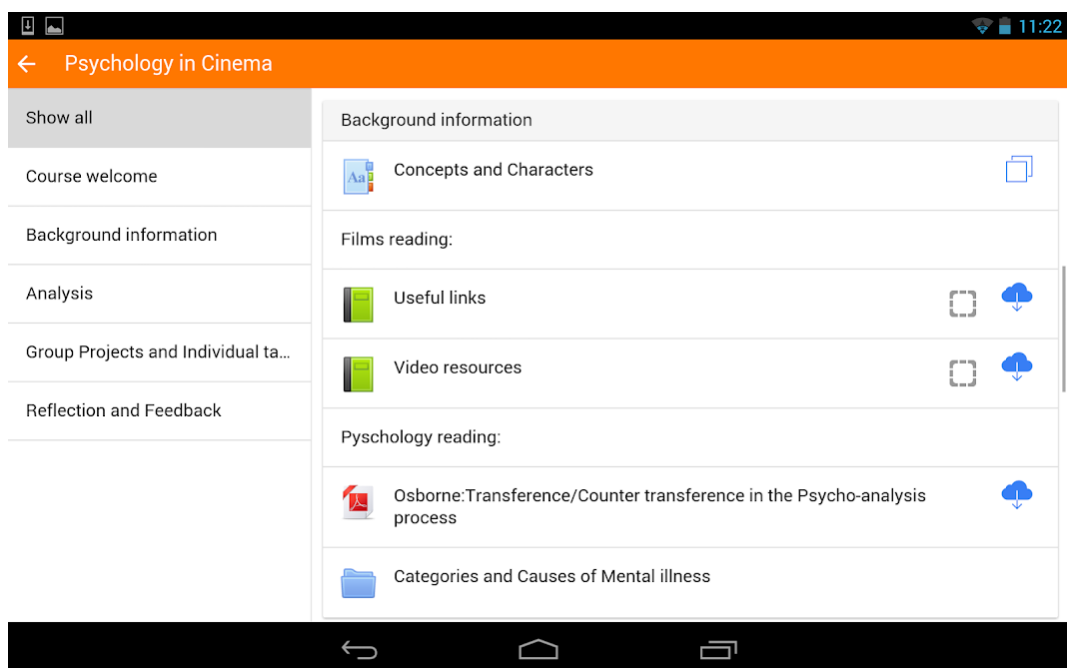 11:22
Psychology in Cinema
Show all
Course welcome
Background information
Analysis
Group Projects and Individual ta...
Reflection and Feedback
Background information
Aa
Concepts and Characters
Films reading:
Useful links
Video resources
Pyschology reading:
Osborne:Transference/Counter transference in the Psycho-analysis
process
Categories and Causes of Mental illness